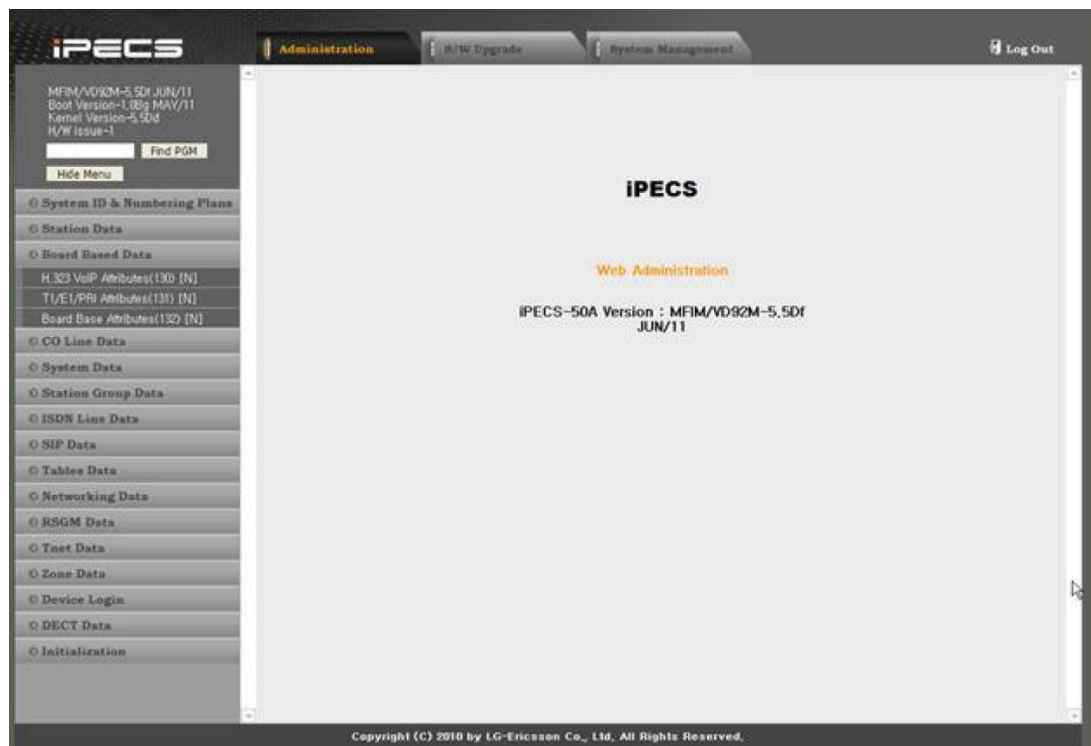 iPECS
Administration
S/W Upgrade
System Management
Log Out
MFIM/VD92M-5.5Df JUN/11
Boot Version-1.0Bg MAY/11
Kernel Version-5.5Dd
H/W issue-1
Find PGM
Hide Menu
System ID & Numbering Plans
Station Data
Board Based Data
H.323 VoIP Attributes(130) [N]
T1/E1/PRI Attributes(131) [N]
Board Base Attributes(132) [N]
CO Line Data
System Data
Station Group Data
ISDN Line Data
SIP Data
Tables Data
Networking Data
RSGM Data
Tnet Data
Zone Data
Device Login
DECT Data
Initialization
iPECS
Web Administration
iPECS-50A Version : MFIM/VD92M-5.5Df
JUN/11
Copyright (C) 2010 by LG-Ericsson Co., Ltd. All Rights Reserved.